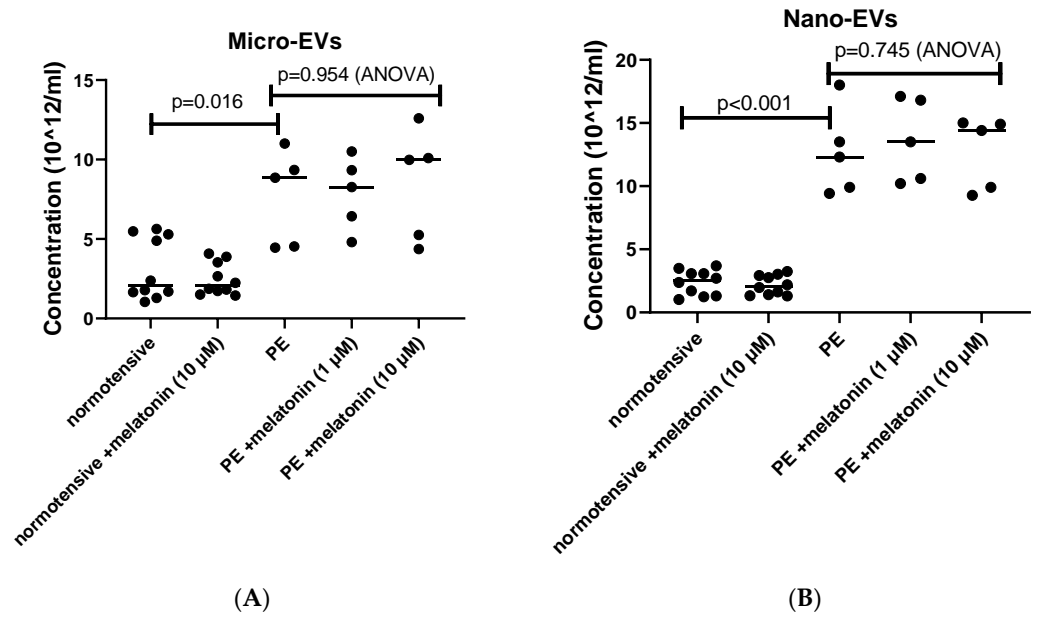 Micro-EVs
p=0.954 (ANOVA)
p=0.016
Concentration (10^12/ml)
15
10
5
0
normotensive
normotensive +melatonin (10 µM)
PE
PE +melatonin (1 µM)
PE +melatonin (10 µM)
(A)
Nano-EVs
p=0.745 (ANOVA)
p<0.001
Concentration (10^12/ml)
20
15
10
5
0
normotensive
normotensive +melatonin (10 µM)
PE
PE +melatonin (1 µM)
PE +melatonin (10 µM)
(B)